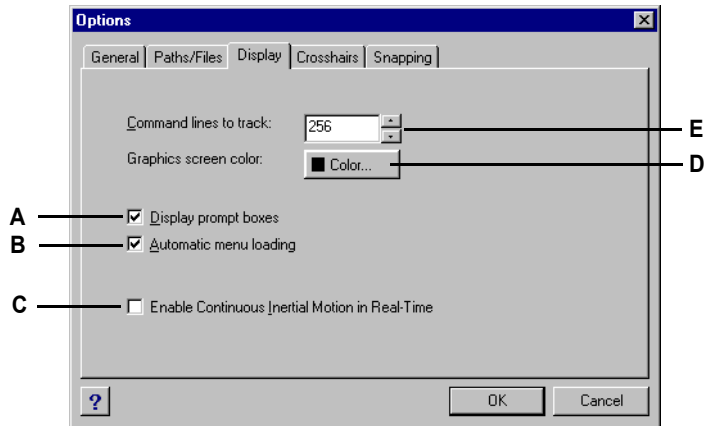 Options
General Paths/Files Display Crosshairs Snapping
Command lines to track: 256 E
Graphics screen color: Color... D
A Display prompt boxes
B Automatic menu loading
C Enable Continuous Inertial Motion in Real-Time
? OK Cancel